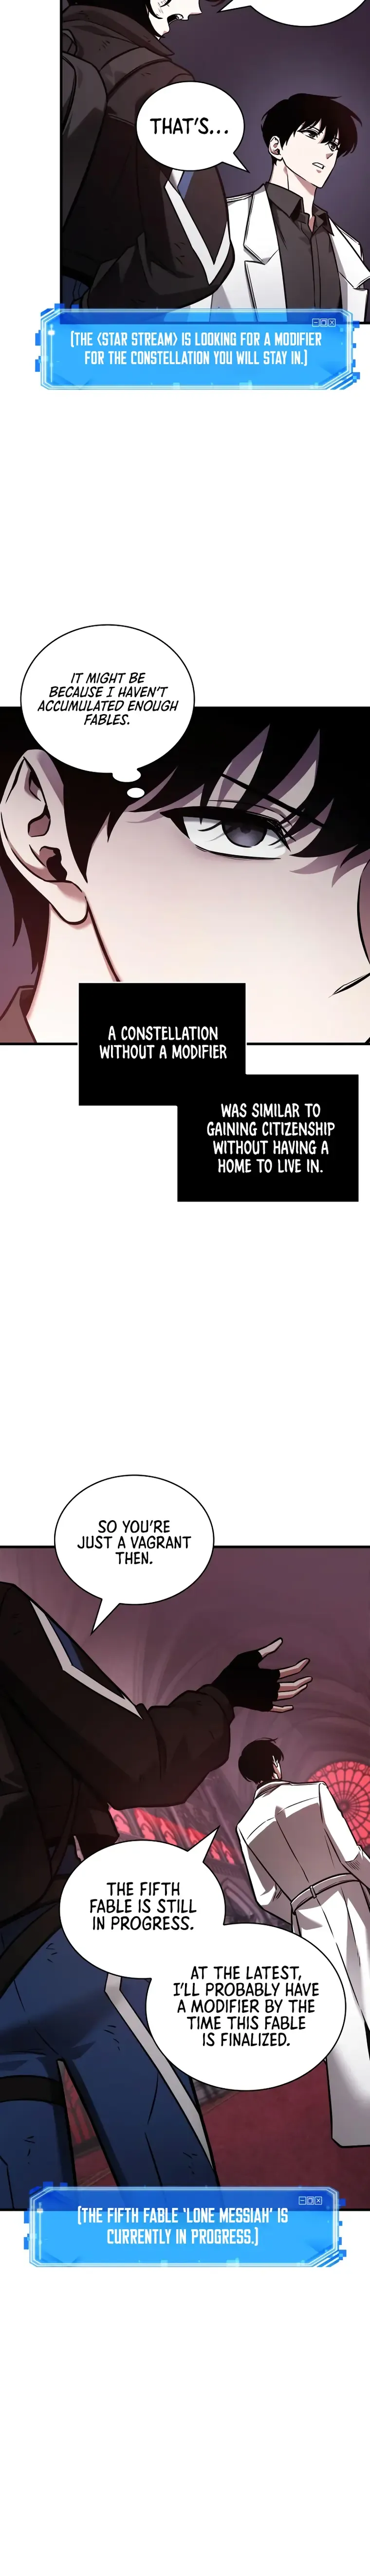 THAT'S...
[THE <STAR STREAM> IS LOOKING FOR A MODIFIER
FOR THE CONSTELLATION YOU WILL STAY IN.]
IT MIGHT BE
BECAUSE I HAVEN'T
ACCUMULATED ENOUGH
FABLES.
A CONSTELLATION
WITHOUT A MODIFIER
WAS SIMILAR TO
GAINING CITIZENSHIP
WITHOUT HAVING A
HOME TO LIVE IN.
SO YOU'RE
JUST A VAGRANT
THEN.
THE FIFTH
FABLE IS STILL
IN PROGRESS.
AT THE LATEST,
I'LL PROBABLY HAVE
A MODIFIER BY THE
TIME THIS FABLE
IS FINALIZED.
[THE FIFTH FABLE 'LONE MESSIAH' IS
CURRENTLY IN PROGRESS.]